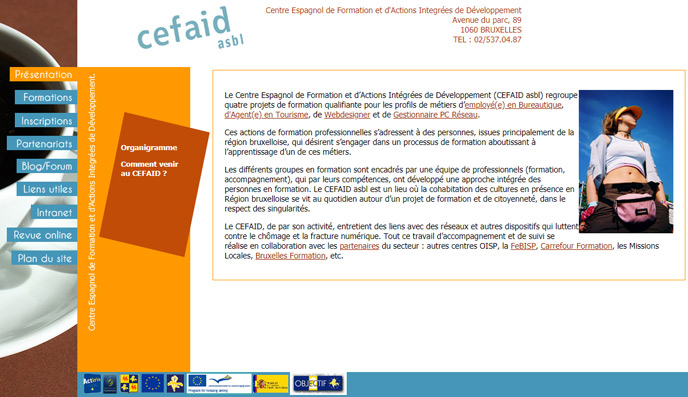 cefaid
asbl
Centre Espagnol de Formation et d'Actions Integrées de Développement
Avenue du parc, 89
1060 BRUXELLES
TEL : 02/537.04.87
Présentation
Formations
Inscriptions
Partenariats
Blog/Forum
Liens utiles
Intranet
Revue online
Plan du site
Centre Espagnol de Formation et d'Actions Integrées de Développement.
Organigramme
Comment venir
au CEFAID ?
Le Centre Espagnol de Formation et d'Actions Intégrées de Développement (CEFAID asbl) regroupe
quatre projets de formation qualifiante pour les profils de métiers d'employé(e) en Bureautique,
d'Agent(e) en Tourisme, de Webdesigner et de Gestionnaire PC Réseau.
Ces actions de formation professionnelles s'adressent à des personnes, issues principalement de la
région bruxelloise, qui désirent s'engager dans un processus de formation aboutissant à
l'apprentissage d'un de ces métiers.
Les différents groupes en formation sont encadrés par une équipe de professionnels (formation,
accompagnement), qui par leurs compétences, ont développé une approche intégrée des
personnes en formation. Le CEFAID asbl est un lieu où la cohabitation des cultures en présence en
Région bruxelloise se vit au quotidien autour d'un projet de formation et de citoyenneté, dans le
respect des singularités.
Le CEFAID, de par son activité, entretient des liens avec des réseaux et autres dispositifs qui luttent
contre le chômage et la fracture numérique. Tout ce travail d'accompagnement et de suivi se
réalise en collaboration avec les partenaires du secteur : autres centres OISP, la FeBISP, Carrefour Formation, les Missions
Locales, Bruxelles Formation, etc.
Actiris
OBJECTIF